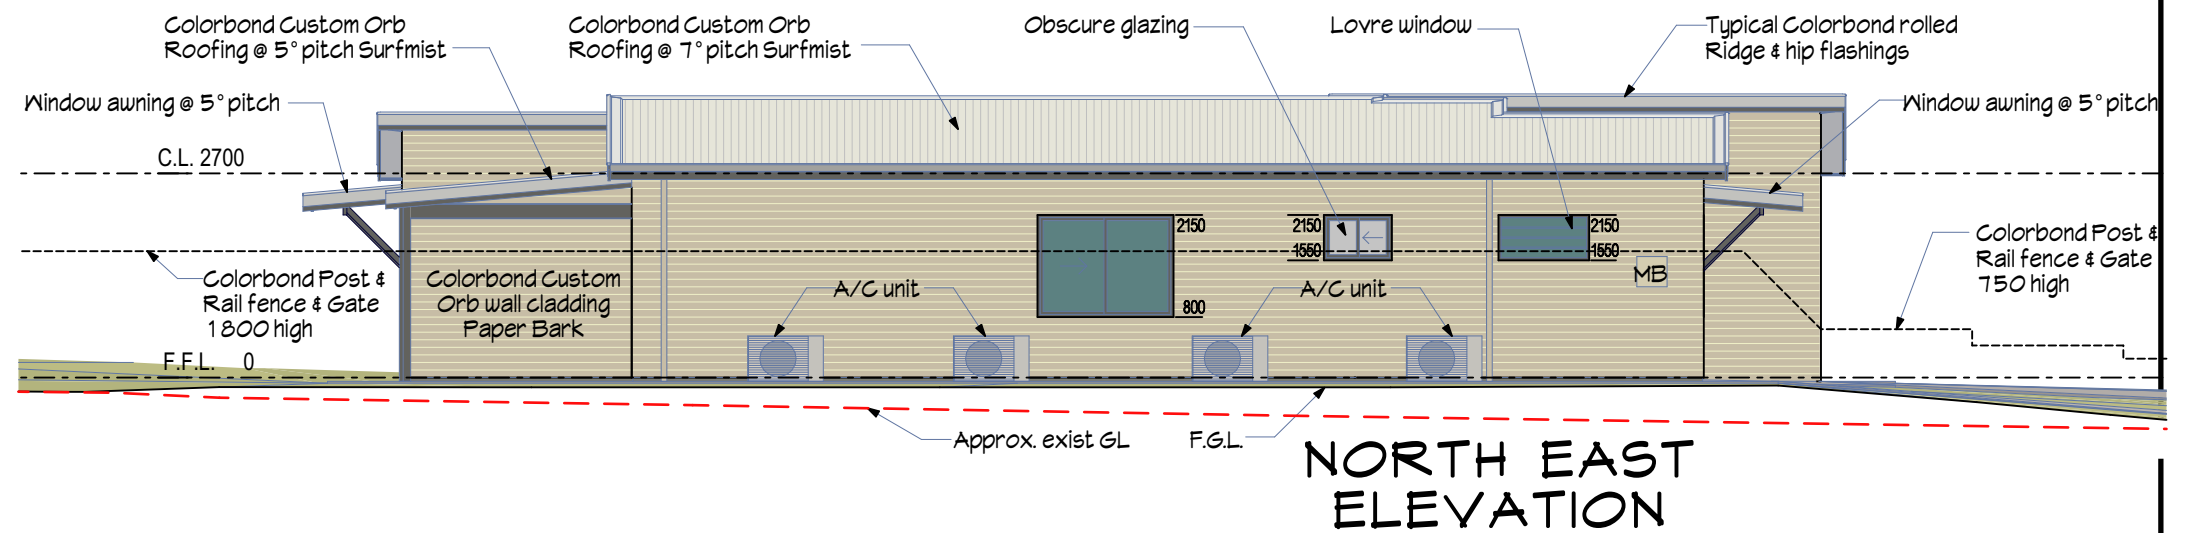 Colorbond Custom Orb
Roofing @ 5° pitch Surfmist
Colorbond Custom Orb
Roofing @ 7° pitch Surfmist
Obscure glazing
Lovre window
Typical Colorbond rolled
Ridge & hip flashings
Window awning @ 5° pitch
Window awning @ 5° pitch
C.L. 2700
2150
800
2150
1550
2150
1550
MB
Colorbond Post &
Rail fence & Gate
1800 high
Colorbond Custom
Orb wall cladding
Paper Bark
A/C unit
A/C unit
Colorbond Post &
Rail fence & Gate
750 high
F.F.L. 0
Approx. exist GL
F.G.L.
NORTH EAST
ELEVATION